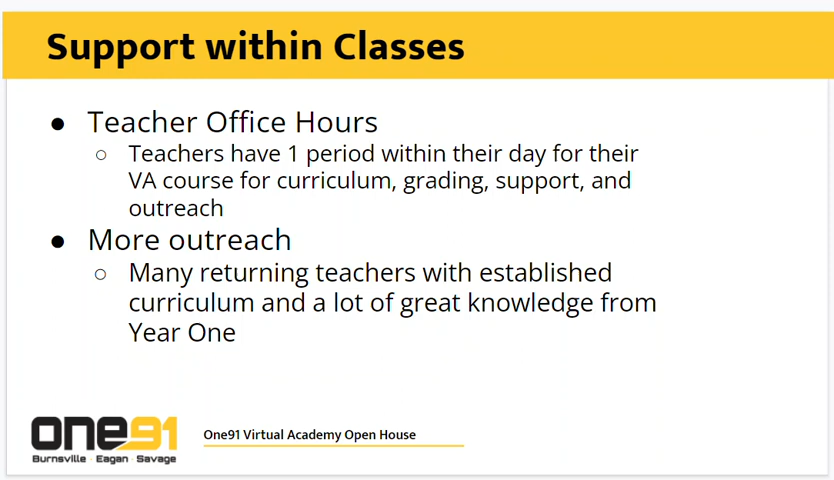 Support within Classes
● Teacher Office Hours
○ Teachers have 1 period within their day for their
VA course for curriculum, grading, support, and
outreach
● More outreach
○ Many returning teachers with established
curriculum and a lot of great knowledge from
Year One
one91
Burnsville · Eagan · Savage
One91 Virtual Academy Open House